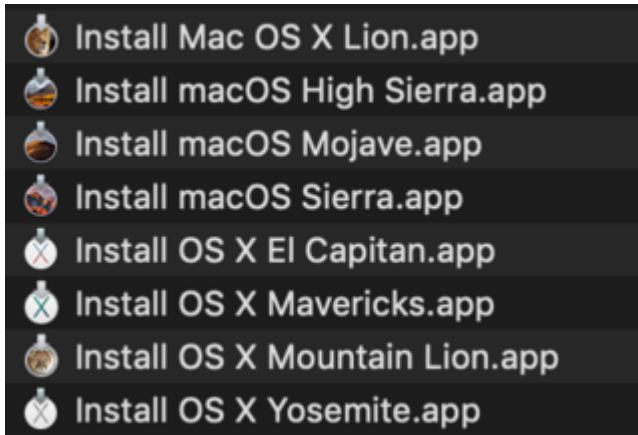 Install Mac OS X Lion.app
Install macOS High Sierra.app
Install macOS Mojave.app
Install macOS Sierra.app
Install OS X El Capitan.app
Install OS X Mavericks.app
Install OS X Mountain Lion.app
Install OS X Yosemite.app